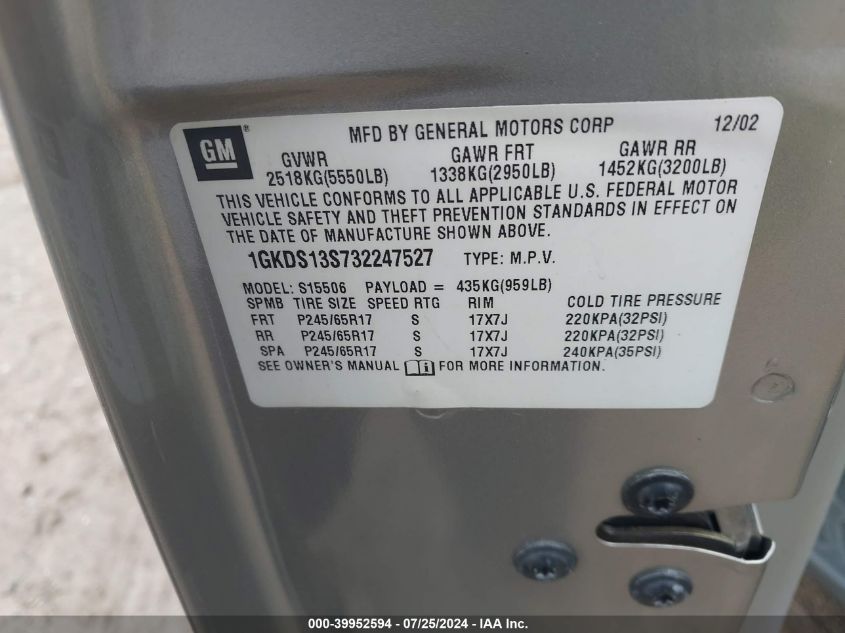 GM® MFD BY GENERAL MOTORS CORP 12/02
GVWR GAWR FRT GAWR RR
2518KG(5550LB) 1338KG(2950LB) 1452KG(3200LB)
THIS VEHICLE CONFORMS TO ALL APPLICABLE U.S. FEDERAL MOTOR
VEHICLE SAFETY AND THEFT PREVENTION STANDARDS IN EFFECT ON
THE DATE OF MANUFACTURE SHOWN ABOVE.
1GKDS13S732247527 TYPE: M.P.V.
MODEL: S15506 PAYLOAD = 435KG(959LB)
SPMB TIRE SIZE SPEED RTG RIM COLD TIRE PRESSURE
FRT P245/65R17 S 17X7J 220KPA(32PSI)
RR P245/65R17 S 17X7J 220KPA(32PSI)
SPA P245/65R17 S 17X7J 240KPA(35PSI)
SEE OWNER'S MANUAL i FOR MORE INFORMATION.
000-39952594 - 07/25/2024 - IAA Inc.